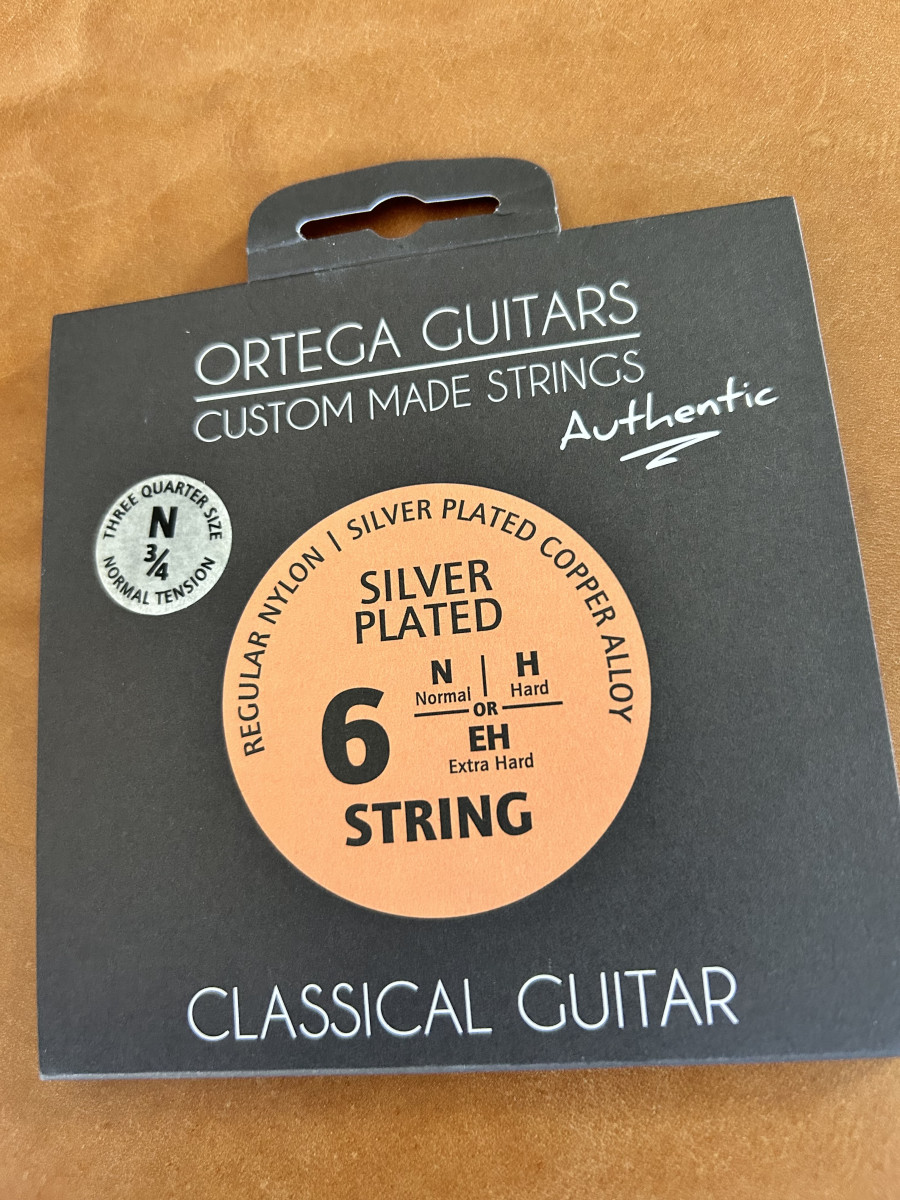 ORTEGA GUITARS
CUSTOM MADE STRINGS
Authentic
THREE QUARTER SIZE
N
3/4
NORMAL TENSION
REGULAR NYLON | SILVER PLATED COPPER ALLOY
SILVER
PLATED
6
N | H
Normal Hard
OR
EH
Extra Hard
STRING
CLASSICAL GUITAR